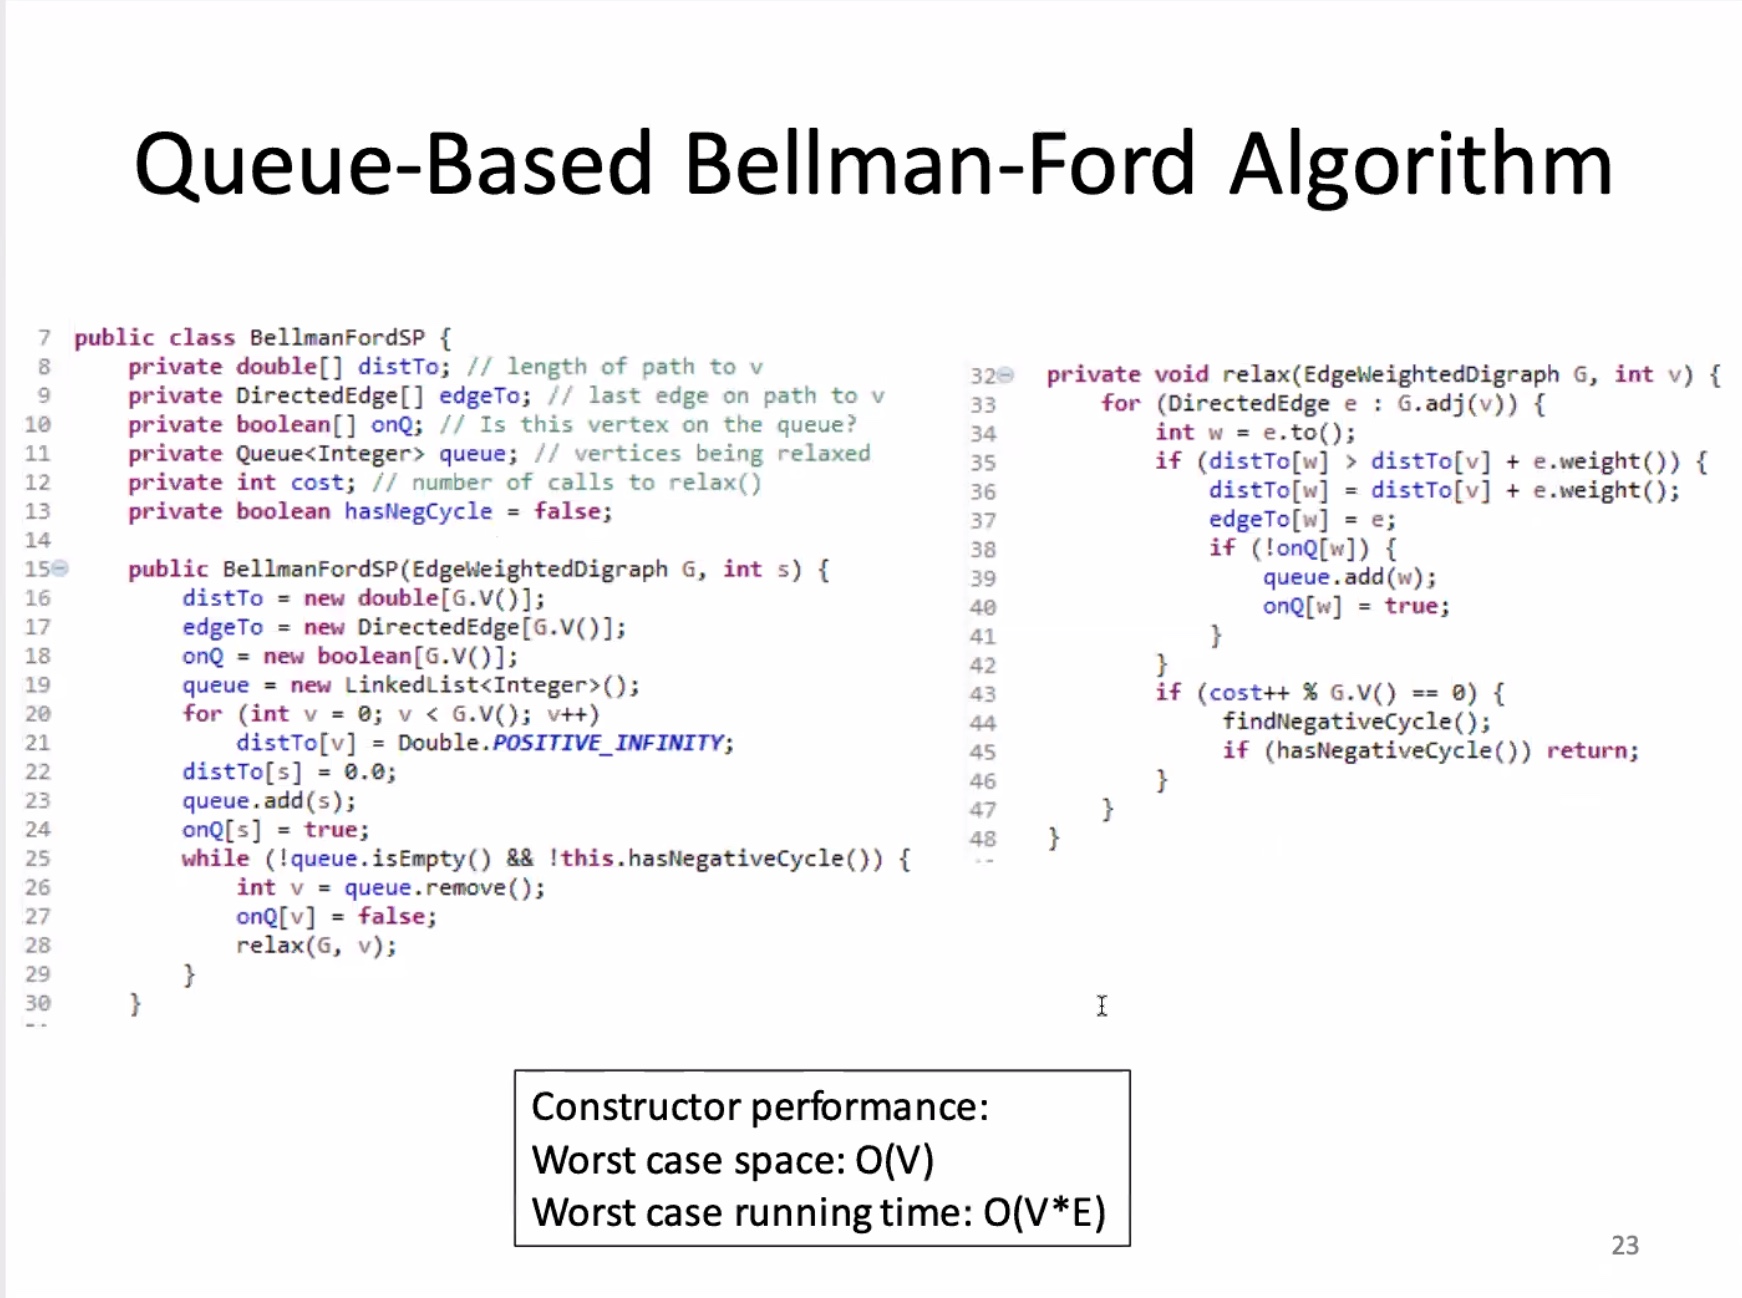 Queue-Based Bellman-Ford Algorithm
7 public class BellmanFordSP {
8     private double[] distTo; // length of path to v
9     private DirectedEdge[] edgeTo; // last edge on path to v
10     private boolean[] onQ; // Is this vertex on the queue?
11     private Queue<Integer> queue; // vertices being relaxed
12     private int cost; // number of calls to relax()
13     private boolean hasNegCycle = false;
14
15     public BellmanFordSP(EdgeWeightedDigraph G, int s) {
16         distTo = new double[G.V()];
17         edgeTo = new DirectedEdge[G.V()];
18         onQ = new boolean[G.V()];
19         queue = new LinkedList<Integer>();
20         for (int v = 0; v < G.V(); v++)
21             distTo[v] = Double.POSITIVE_INFINITY;
22         distTo[s] = 0.0;
23         queue.add(s);
24         onQ[s] = true;
25         while (!queue.isEmpty() && !this.hasNegativeCycle()) {
26             int v = queue.remove();
27             onQ[v] = false;
28             relax(G, v);
29         }
30     }
32 private void relax(EdgeWeightedDigraph G, int v) {
33     for (DirectedEdge e : G.adj(v)) {
34         int w = e.to();
35         if (distTo[w] > distTo[v] + e.weight()) {
36             distTo[w] = distTo[v] + e.weight();
37             edgeTo[w] = e;
38             if (!onQ[w]) {
39                 queue.add(w);
40                 onQ[w] = true;
41             }
42         }
43         if (cost++ % G.V() == 0) {
44             findNegativeCycle();
45             if (hasNegativeCycle()) return;
46         }
47     }
48 }
Constructor performance:
Worst case space: O(V)
Worst case running time: O(V*E)
23